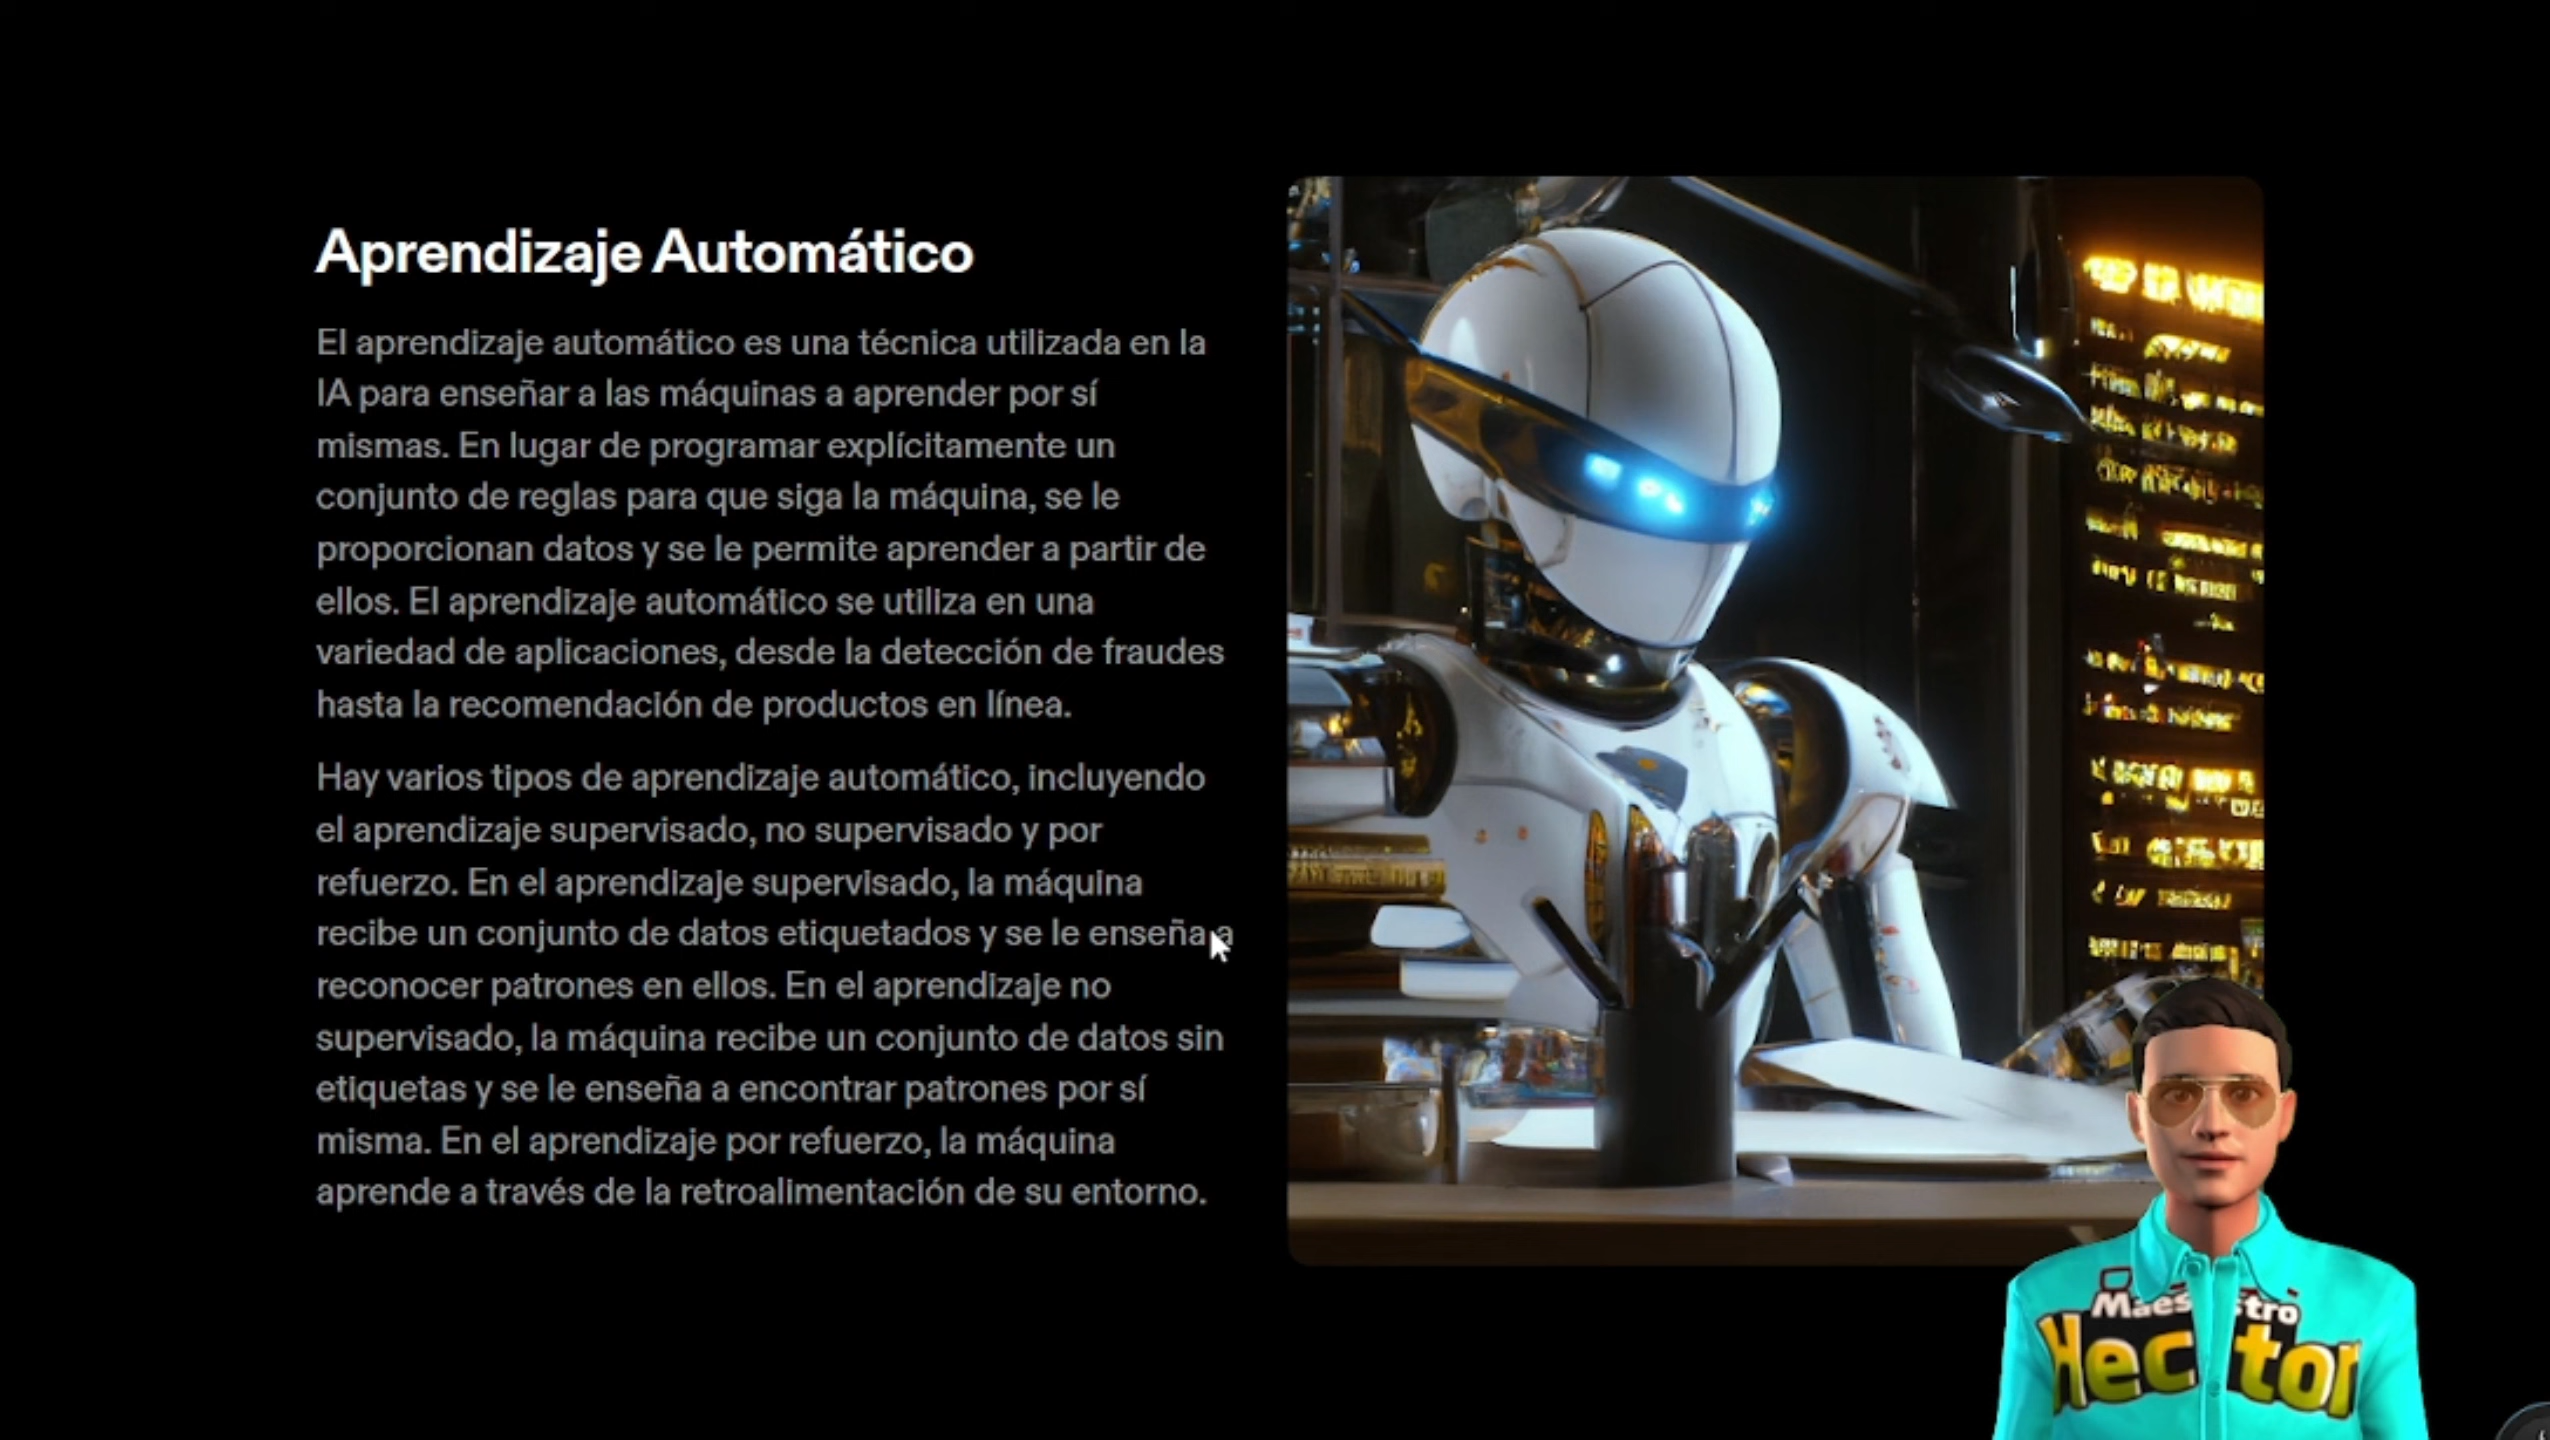 Aprendizaje Automático
El aprendizaje automático es una técnica utilizada en la
IA para enseñar a las máquinas a aprender por sí
mismas. En lugar de programar explícitamente un
conjunto de reglas para que siga la máquina, se le
proporcionan datos y se le permite aprender a partir de
ellos. El aprendizaje automático se utiliza en una
variedad de aplicaciones, desde la detección de fraudes
hasta la recomendación de productos en línea.
Hay varios tipos de aprendizaje automático, incluyendo
el aprendizaje supervisado, no supervisado y por
refuerzo. En el aprendizaje supervisado, la máquina
recibe un conjunto de datos etiquetados y se le enseña a
reconocer patrones en ellos. En el aprendizaje no
supervisado, la máquina recibe un conjunto de datos sin
etiquetas y se le enseña a encontrar patrones por sí
misma. En el aprendizaje por refuerzo, la máquina
aprende a través de la retroalimentación de su entorno.
Maestro
Hector